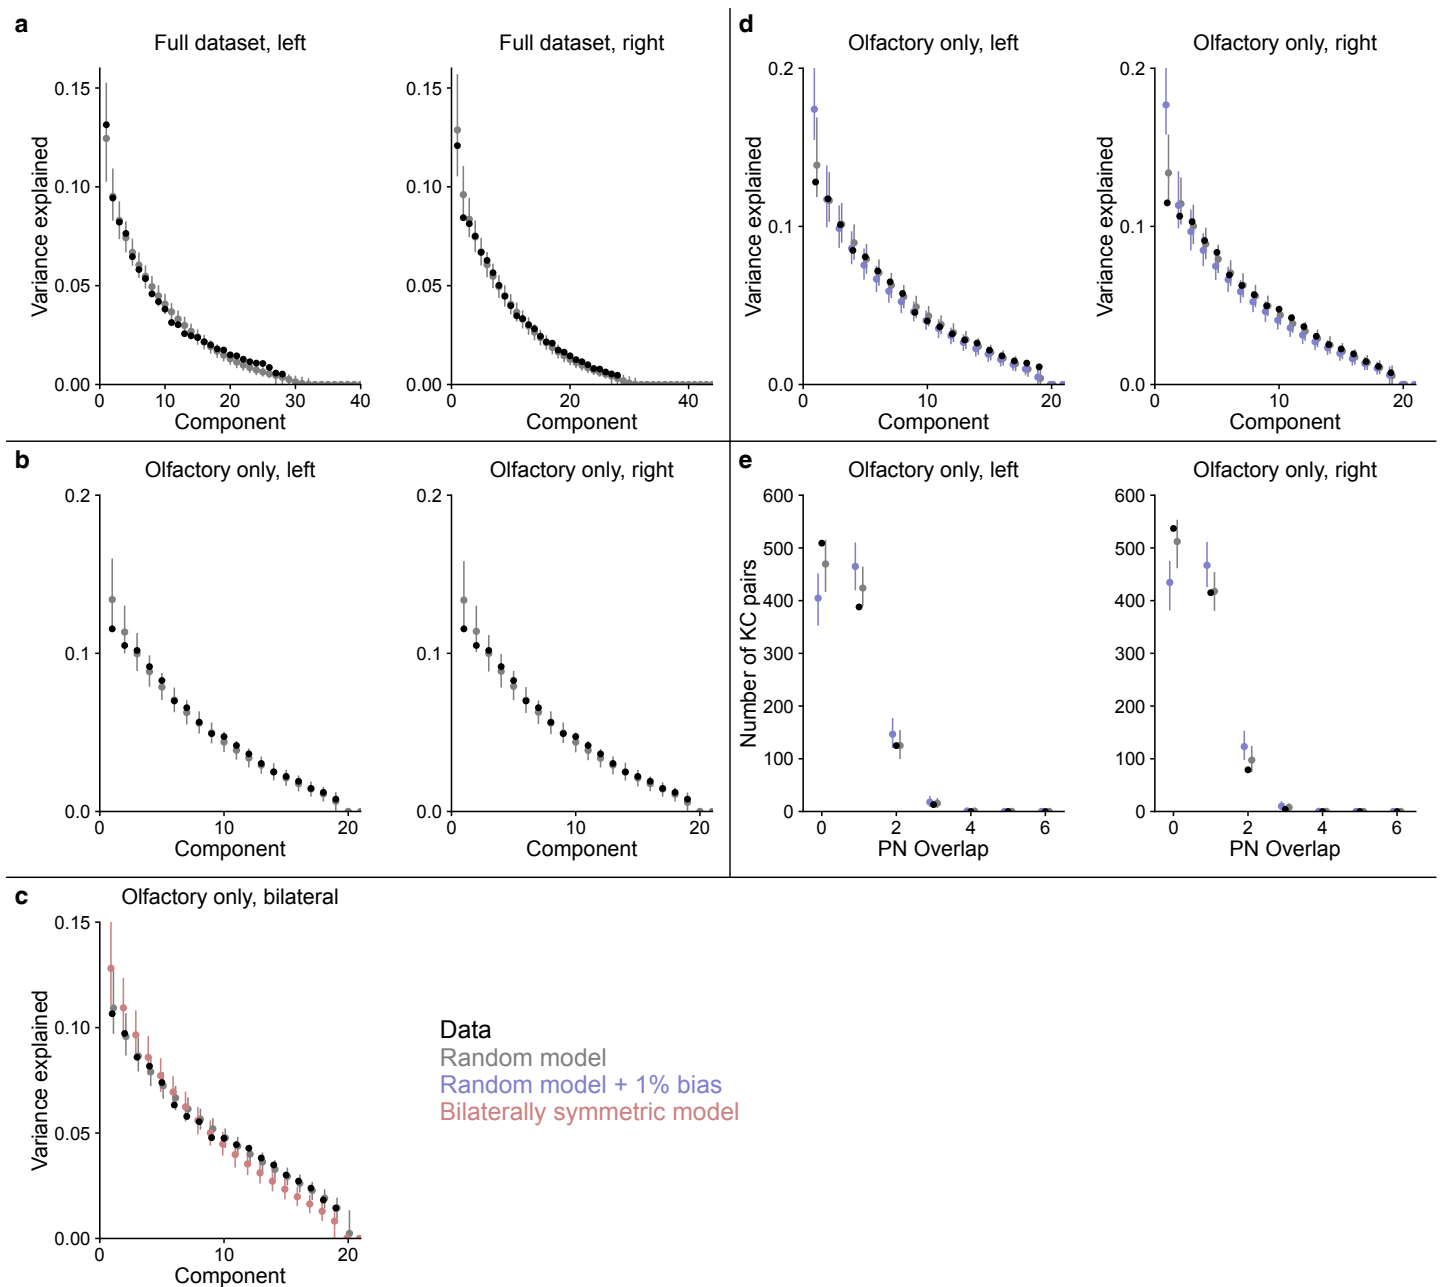 a
Full dataset, left
Full dataset, right
Variance explained
0.15
0.10
0.05
0.00
0 10 20 30 40
Component
0.15
0.10
0.05
0.00
0 20 40
Component
b
Olfactory only, left
Olfactory only, right
Variance explained
0.2
0.1
0.0
0 10 20
Component
0.2
0.1
0.0
0 10 20
Component
c
Olfactory only, bilateral
Variance explained
0.15
0.10
0.05
0.00
0 10 20
Component
Data
Random model
Random model + 1% bias
Bilaterally symmetric model
d
Olfactory only, left
Olfactory only, right
Variance explained
0.2
0.1
0.0
0 10 20
Component
Variance explained
0.2
0.1
0.0
0 10 20
Component
e
Olfactory only, left
Olfactory only, right
Number of KC pairs
600
500
400
300
200
100
0
0 2 4 6
PN Overlap
600
500
400
300
200
100
0
0 2 4 6
PN Overlap